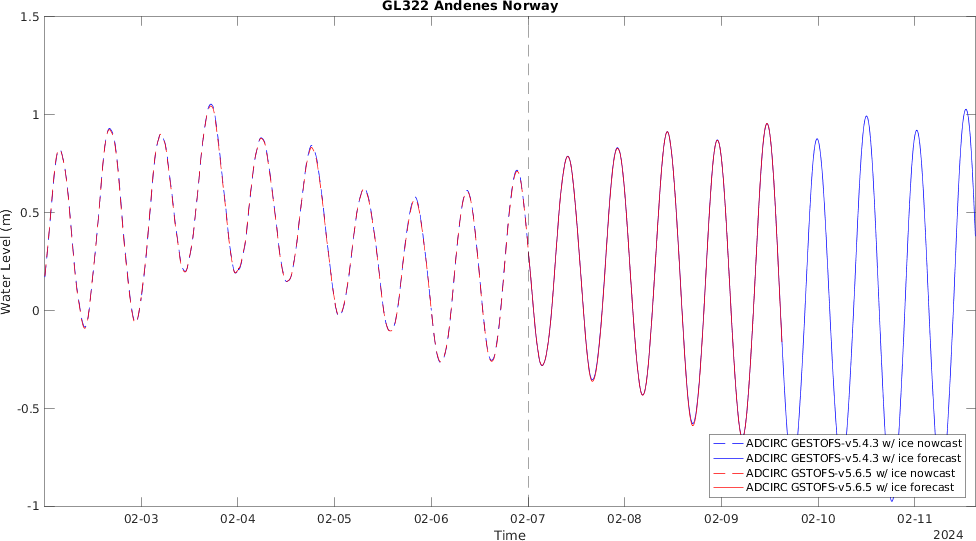 GL322 Andenes Norway
Water Level (m)
1.5
1
0.5
0
-0.5
-1
ADCIRC GESTOFS-v5.4.3 w/ ice nowcast
ADCIRC GESTOFS-v5.4.3 w/ ice forecast
ADCIRC GSTOFS-v5.6.5 w/ ice nowcast
ADCIRC GSTOFS-v5.6.5 w/ ice forecast
02-03 02-04 02-05 02-06 02-07 02-08 02-09 02-10 02-11
Time
2024